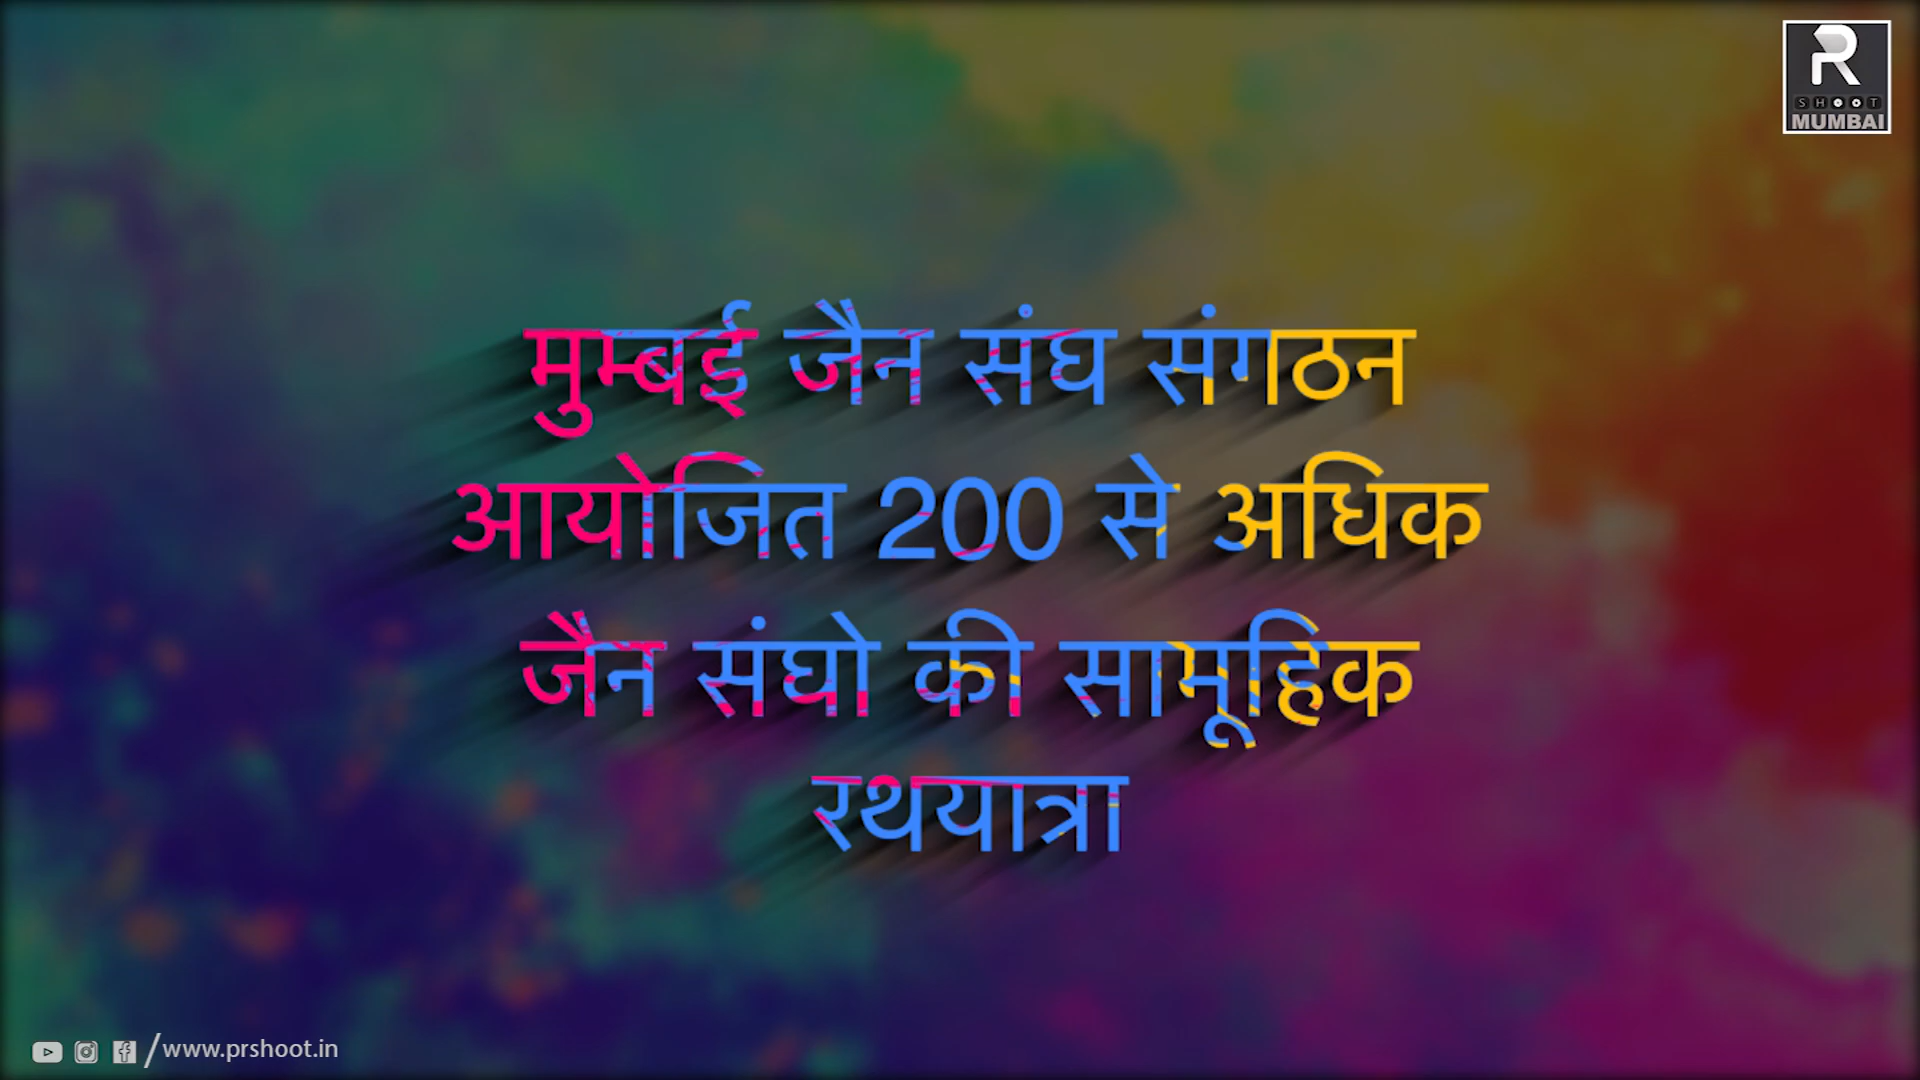 R
SHOOT
MUMBAI
मुम्बई जैन संघ संगठन
आयोजित 200 से अधिक
जैन संघो की सामूहिक
रथयात्रा
/www.prshoot.in